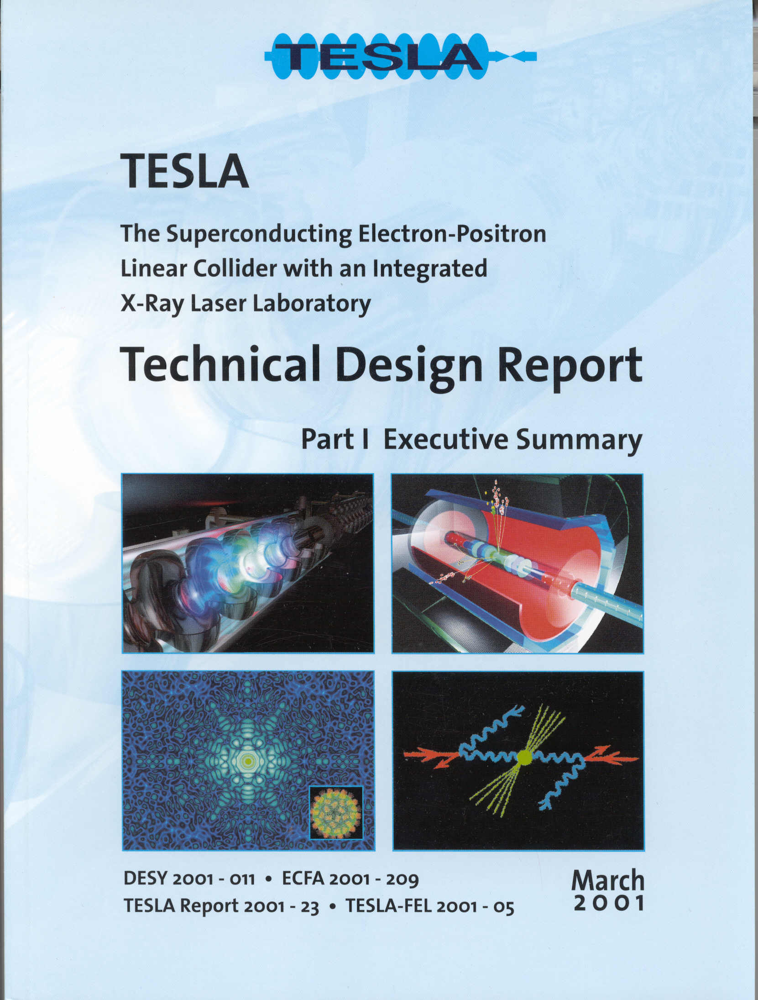 TESLA
TESLA
The Superconducting Electron-Positron
Linear Collider with an Integrated
X-Ray Laser Laboratory
Technical Design Report
Part I Executive Summary
DESY 2001 - 011 • ECFA 2001 - 209
TESLA Report 2001 - 23 • TESLA-FEL 2001 - 05
March
2001